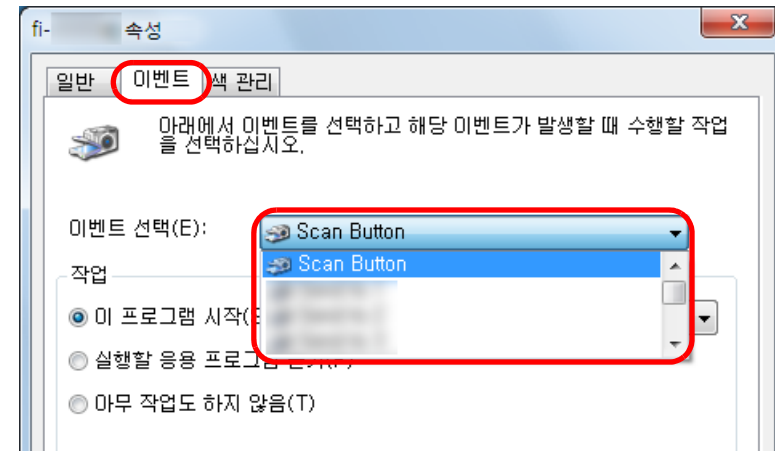 fi- 속성
일반 이벤트 색 관리
아래에서 이벤트를 선택하고 해당 이벤트가 발생할 때 수행할 작업
을 선택하십시오.
이벤트 선택(E): Scan Button
Scan Button
작업
이 프로그램 시작(
실행할 응용 프로그램
아무 작업도 하지 않음(T)